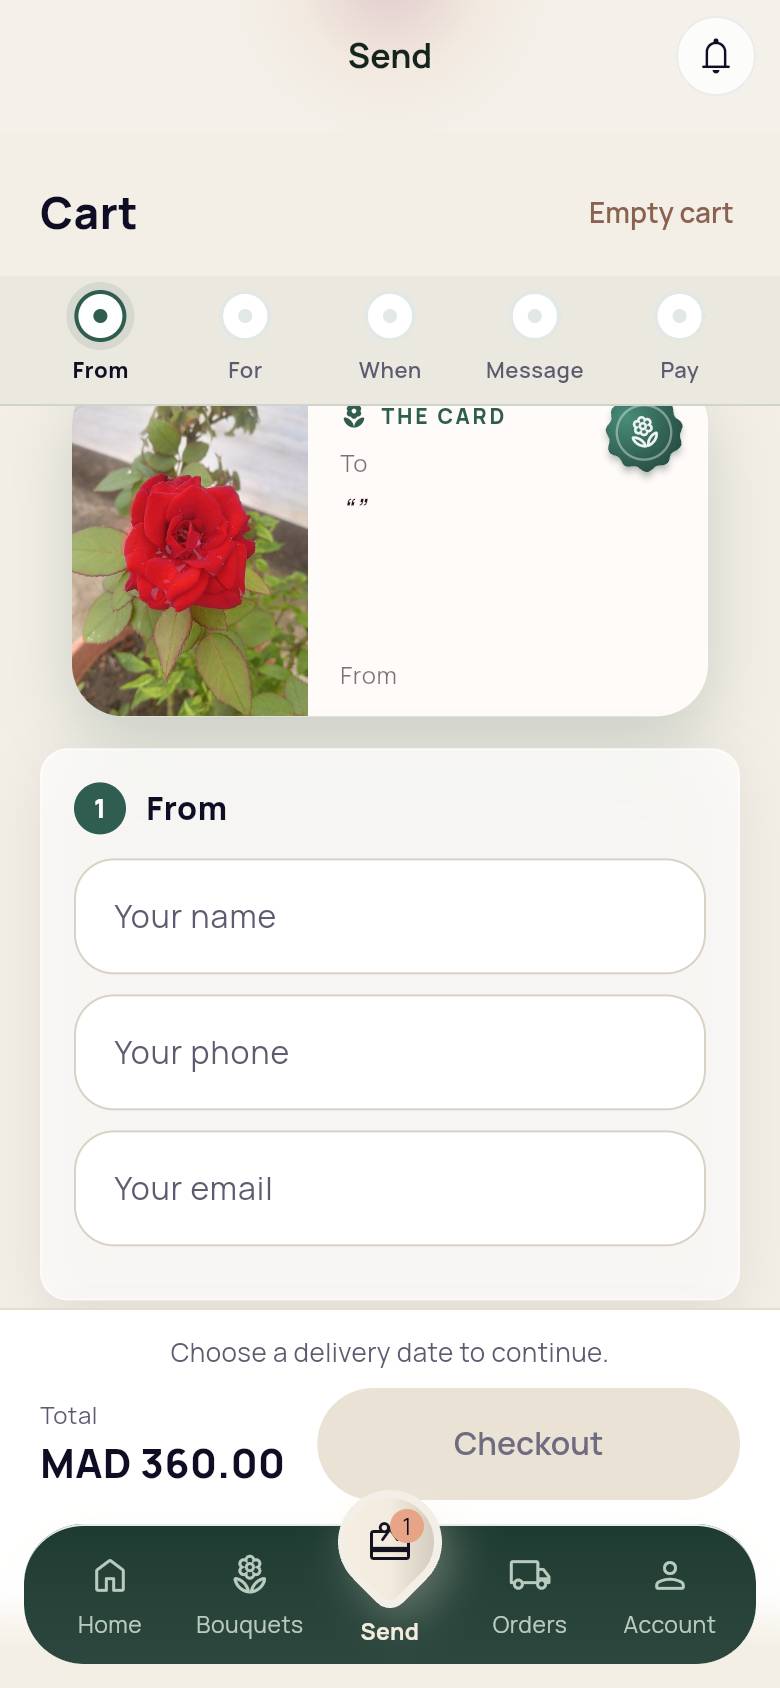 Send
Cart
Empty cart
From
For
When
Message
Pay
THE CARD
To
“”
From
1
From
Your name
Your phone
Your email
Choose a delivery date to continue.
Total
MAD 360.00
Checkout
1
Home
Bouquets
Send
Orders
Account